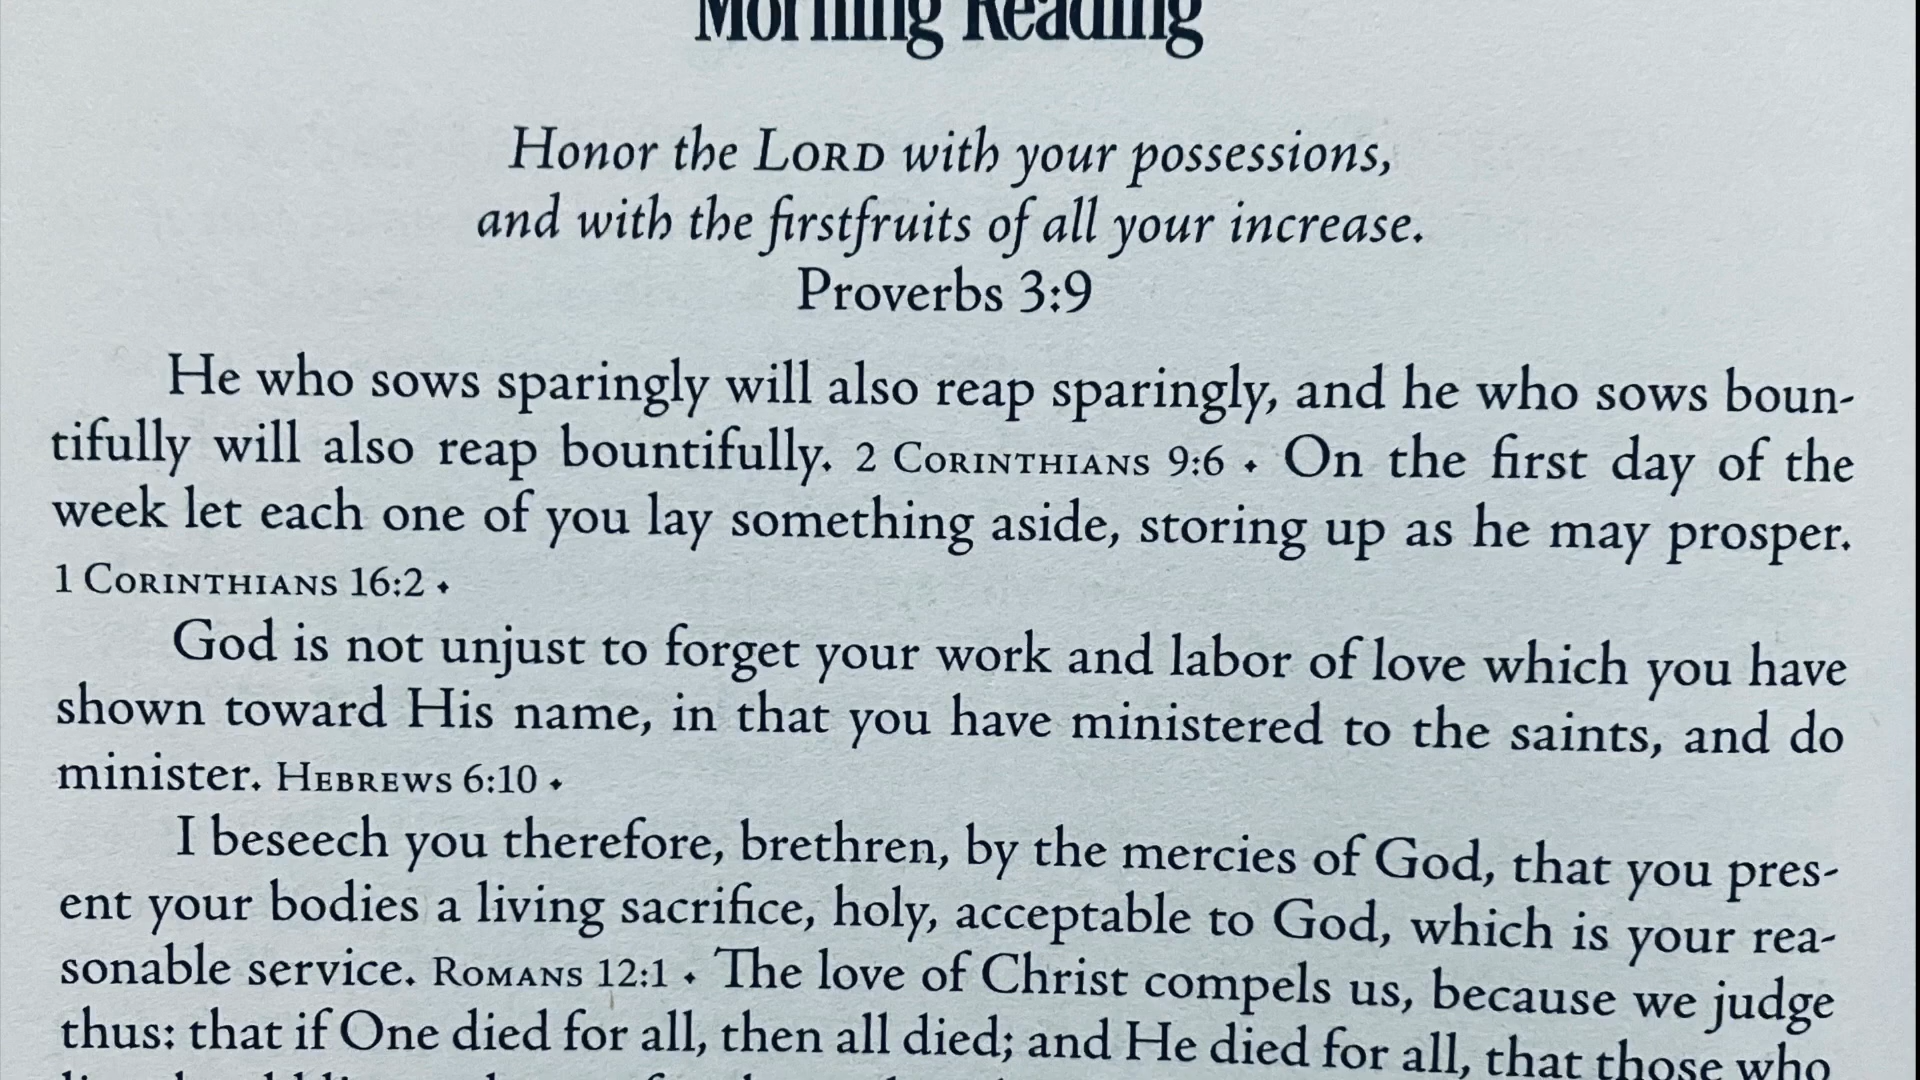 Morning Reading
Honor the LORD with your possessions,
and with the firstfruits of all your increase.
Proverbs 3:9
He who sows sparingly will also reap sparingly, and he who sows boun-
tifully will also reap bountifully. 2 CORINTHIANS 9:6 ✦ On the first day of the
week let each one of you lay something aside, storing up as he may prosper.
1 CORINTHIANS 16:2 ✦
God is not unjust to forget your work and labor of love which you have
shown toward His name, in that you have ministered to the saints, and do
minister. HEBREWS 6:10 ✦
I beseech you therefore, brethren, by the mercies of God, that you pres-
ent your bodies a living sacrifice, holy, acceptable to God, which is your rea-
sonable service. ROMANS 12:1 ✦ The love of Christ compels us, because we judge
thus: that if One died for all, then all died; and He died for all, that those who